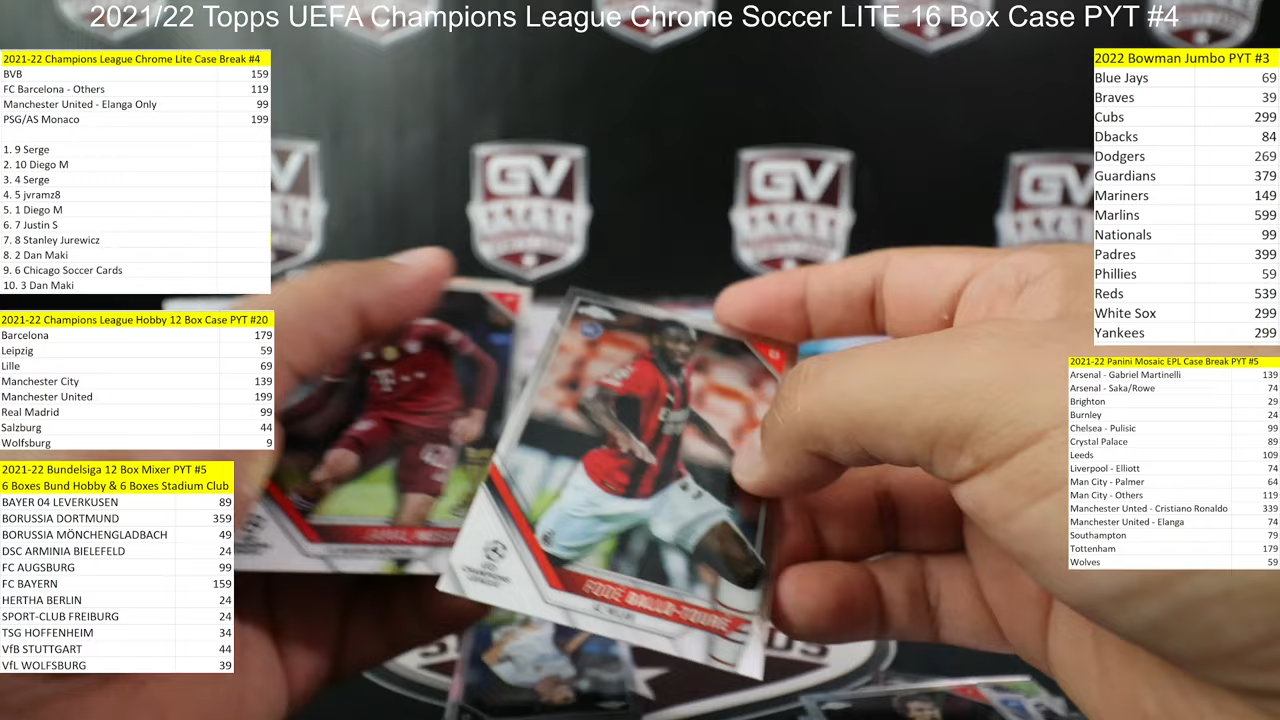 2021/22 Topps UEFA Champions League Chrome Soccer LITE 16 Box Case PYT #4
2021-22 Champions League Chrome Lite Case Break #4
BVB 159
FC Barcelona - Others 119
Manchester United - Elanga Only 99
PSG/AS Monaco 199
1. 9 Serge
2. 10 Diego M
3. 4 Serge
4. 5 jvramz8
5. 1 Diego M
6. 7 Justin S
7. 8 Stanley Jurewicz
8. 2 Dan Maki
9. 6 Chicago Soccer Cards
10. 3 Dan Maki
2021-22 Champions League Hobby 12 Box Case PYT #20
Barcelona 179
Leipzig 59
Lille 69
Manchester City 139
Manchester United 199
Real Madrid 99
Salzburg 44
Wolfsburg 9
2021-22 Bundelsiga 12 Box Mixer PYT #5
6 Boxes Bund Hobby & 6 Boxes Stadium Club
BAYER 04 LEVERKUSEN 89
BORUSSIA DORTMUND 359
BORUSSIA MÖNCHENGLADBACH 49
DSC ARMINIA BIELEFELD 24
FC AUGSBURG 99
FC BAYERN 159
HERTHA BERLIN 24
SPORT-CLUB FREIBURG 24
TSG HOFFENHEIM 34
VfB STUTTGART 44
VfL WOLFSBURG 39
2022 Bowman Jumbo PYT #3
Blue Jays 69
Braves 39
Cubs 299
Dbacks 84
Dodgers 269
Guardians 379
Mariners 149
Marlins 599
Nationals 99
Padres 399
Phillies 59
Reds 539
White Sox 299
Yankees 299
2021-22 Panini Mosaic EPL Case Break PYT #5
Arsenal - Gabriel Martinelli 139
Arsenal - Saka/Rowe 74
Brighton 29
Burnley 24
Chelsea - Pulisic 99
Crystal Palace 89
Leeds 109
Liverpool - Elliott 74
Man City - Palmer 64
Man City - Others 119
Manchester Unted - Cristiano Ronaldo 339
Manchester United - Elanga 74
Southampton 79
Tottenham 179
Wolves 59
GV
GV
FODE BALLO-TOURE
AC MILAN
CHAMPIONS
LEAGUE